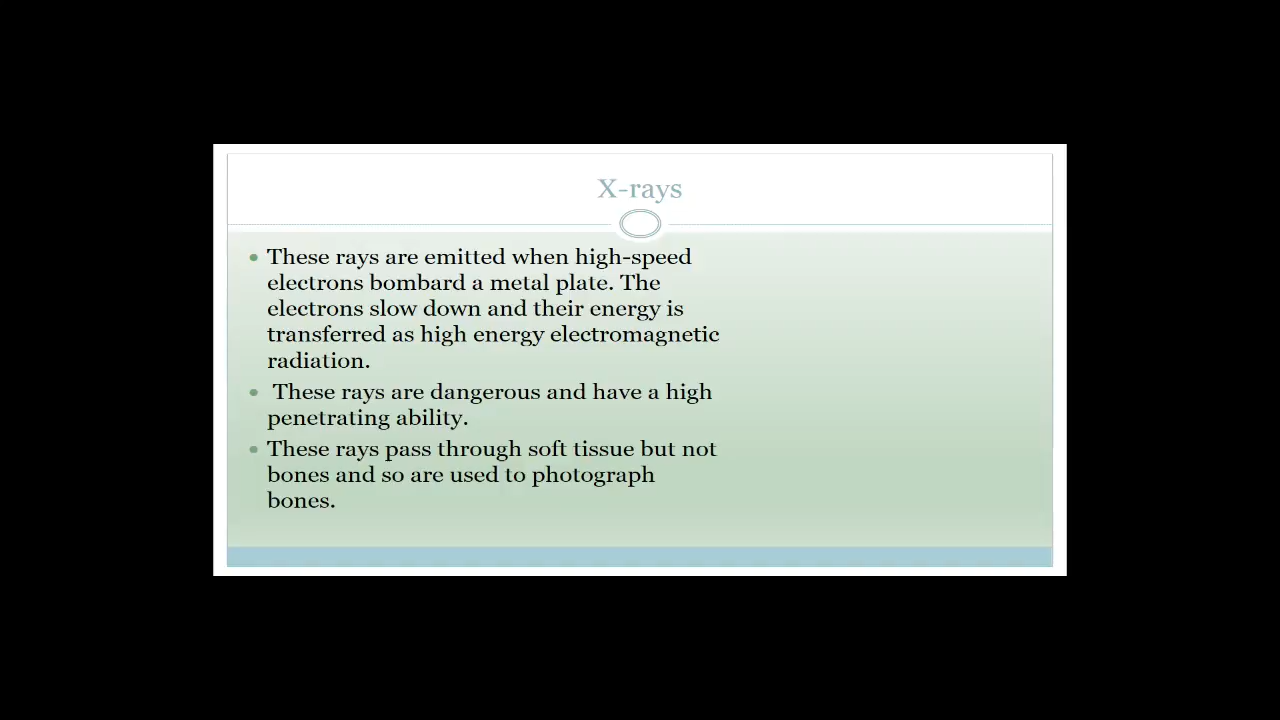 X-rays
• These rays are emitted when high-speed
electrons bombard a metal plate. The
electrons slow down and their energy is
transferred as high energy electromagnetic
radiation.
• These rays are dangerous and have a high
penetrating ability.
• These rays pass through soft tissue but not
bones and so are used to photograph
bones.